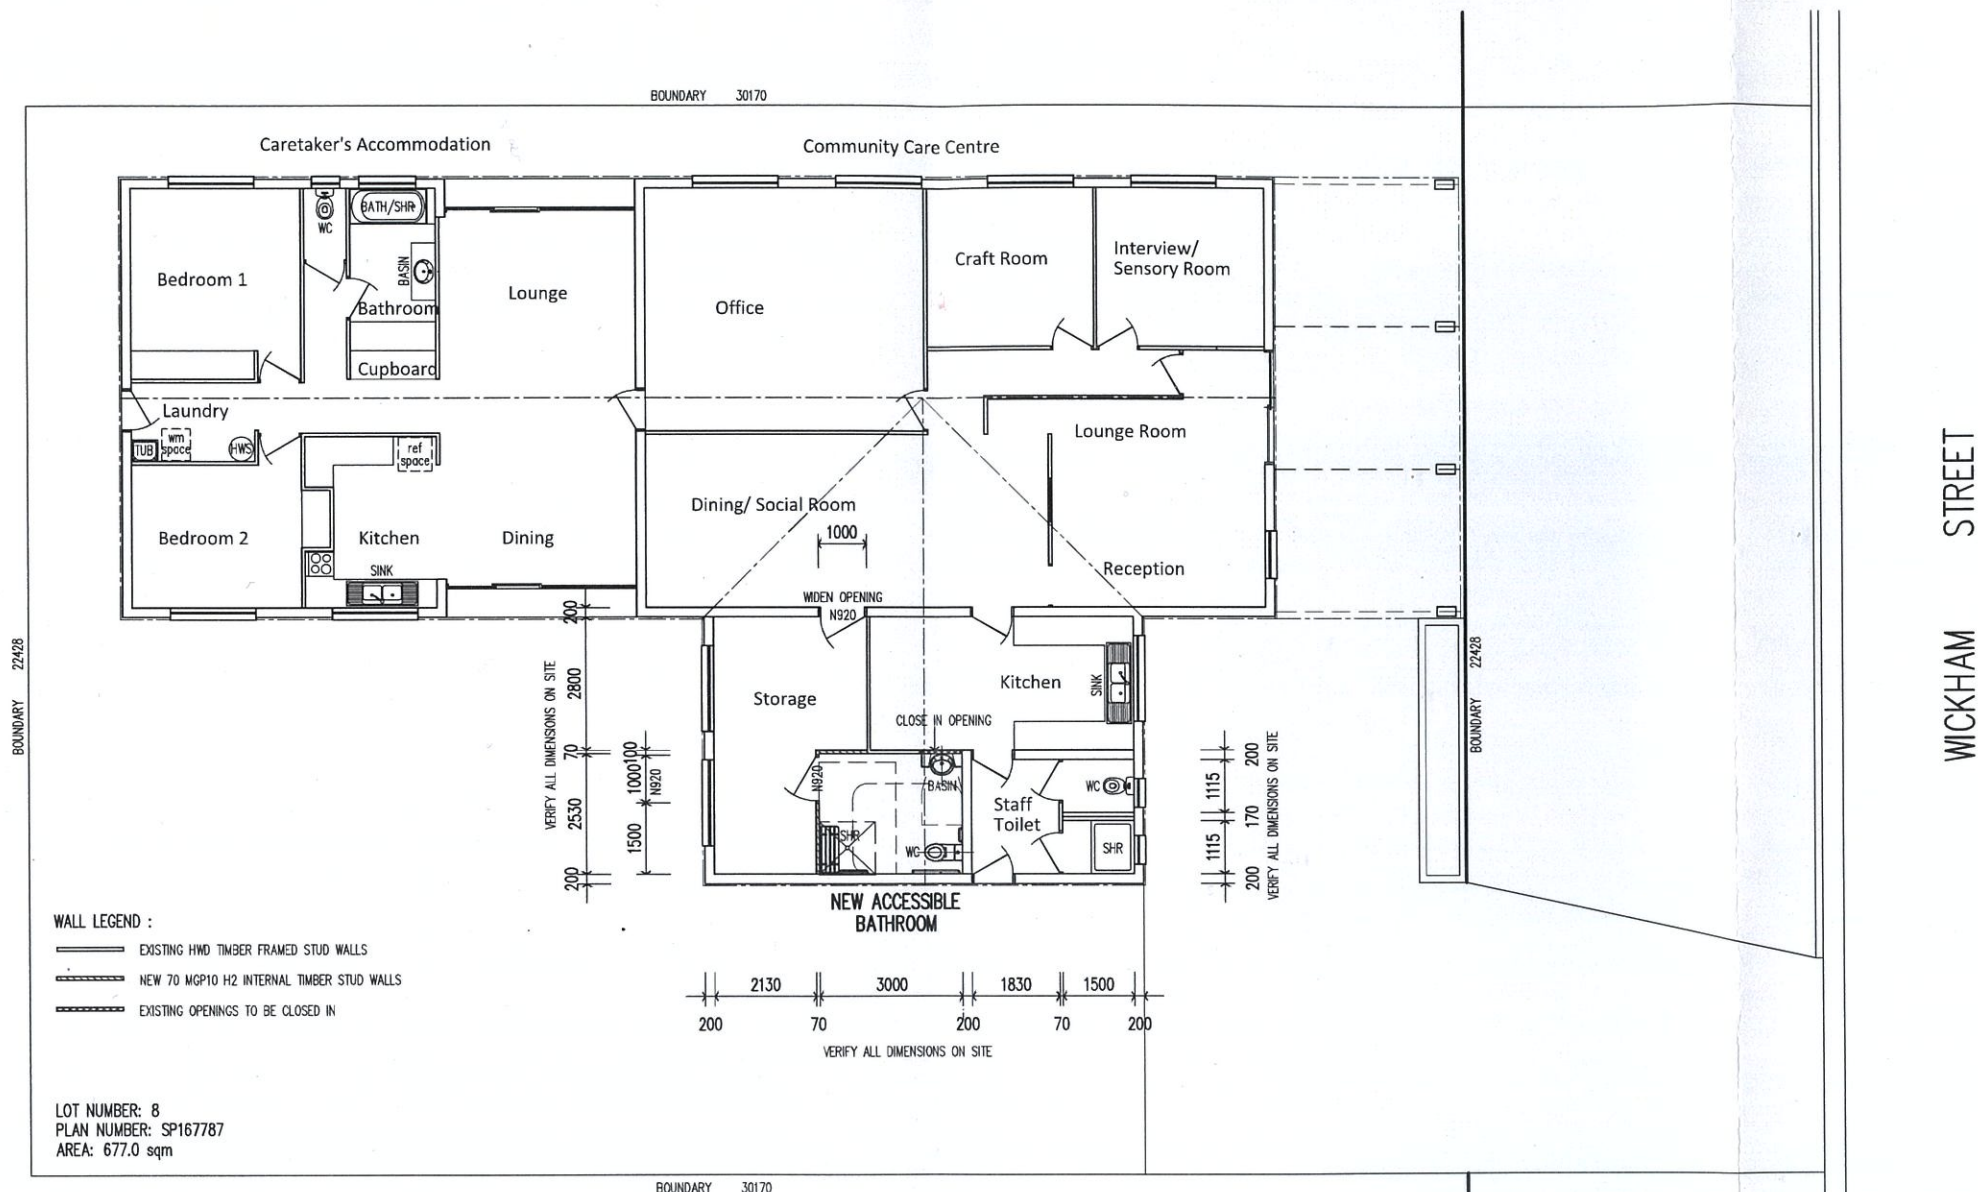 BOUNDARY 30170
Caretaker's Accommodation
Community Care Centre
BATH/SHR
WC
BASIN
Bedroom 1
Bathroom
Lounge
Office
Craft Room
Interview/
Sensory Room
Cupboard
Laundry
TUB
wm
space
HWS
ref
space
Lounge Room
Bedroom 2
Kitchen
SINK
Dining
Dining/ Social Room
1000
Reception
WIDEN OPENING
N920
WICKHAM STREET
BOUNDARY 22428
BOUNDARY 22428
VERIFY ALL DIMENSIONS ON SITE
200
2800
70
2530
200
100
1000
N920
1500
Storage
Kitchen
SINK
CLOSE IN OPENING
N920
BASIN
SHR
WC
Staff
Toilet
WC
SHR
1115
1115
200
170
200
VERIFY ALL DIMENSIONS ON SITE
NEW ACCESSIBLE
BATHROOM
WALL LEGEND :
EXISTING HWD TIMBER FRAMED STUD WALLS
NEW 70 MGP10 H2 INTERNAL TIMBER STUD WALLS
EXISTING OPENINGS TO BE CLOSED IN
2130 3000 1830 1500
200 70 200 70 200
VERIFY ALL DIMENSIONS ON SITE
LOT NUMBER: 8
PLAN NUMBER: SP167787
AREA: 677.0 sqm
BOUNDARY 30170